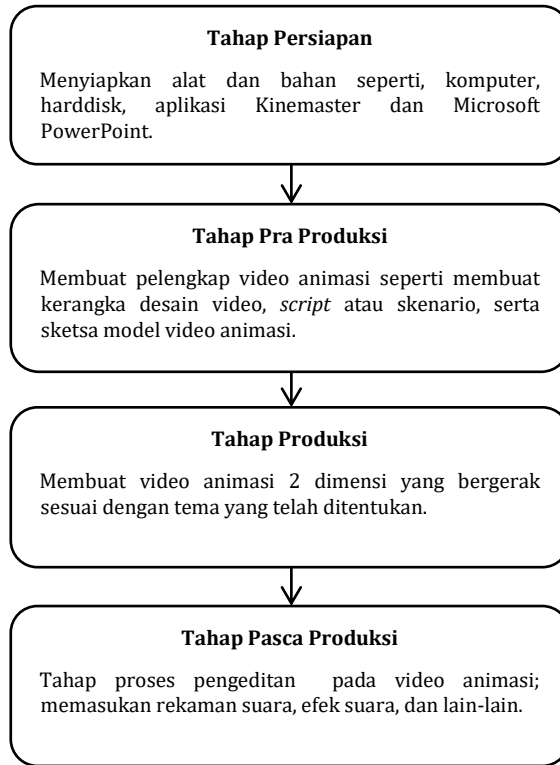 Tahap Persiapan
Menyiapkan alat dan bahan seperti, komputer,
harddisk, aplikasi Kinemaster dan Microsoft
PowerPoint.
Tahap Pra Produksi
Membuat pelengkap video animasi seperti membuat
kerangka desain video, script atau skenario, serta
sketsa model video animasi.
Tahap Produksi
Membuat video animasi 2 dimensi yang bergerak
sesuai dengan tema yang telah ditentukan.
Tahap Pasca Produksi
Tahap proses pengeditan pada video animasi;
memasukan rekaman suara, efek suara, dan lain-lain.